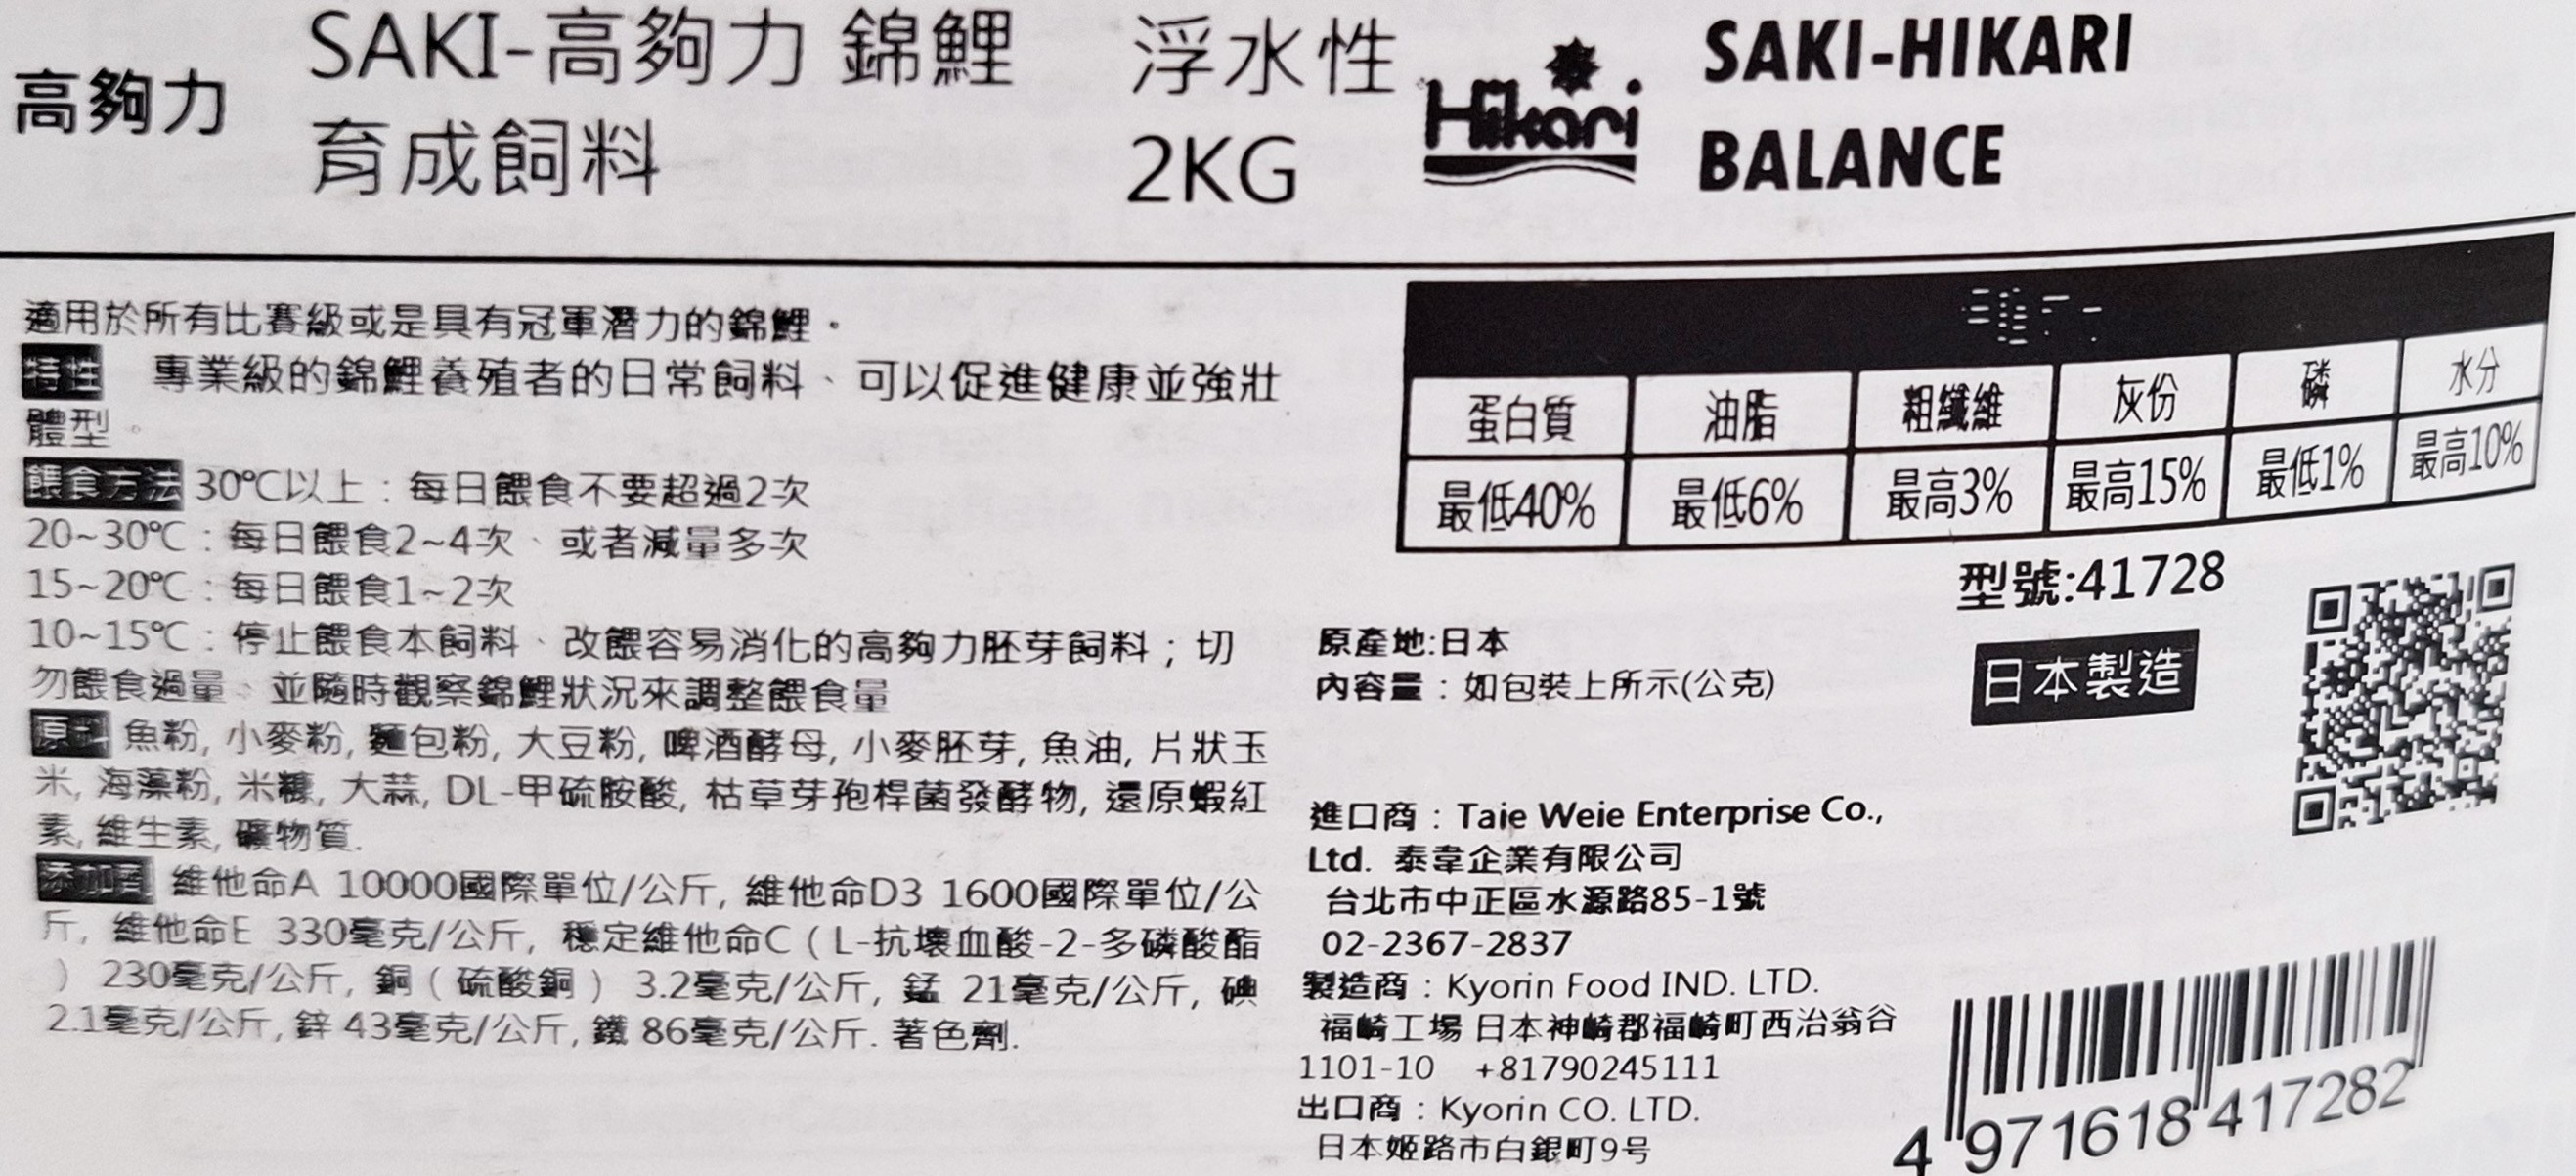 高夠力
SAKI-高夠力 錦鯉
育成飼料
浮水性
2KG
Hikari
SAKI-HIKARI
BALANCE
適用於所有比賽級或是具有冠軍潛力的錦鯉。
特性 專業級的錦鯉養殖者的日常飼料、可以促進健康並強壯
體型。
餵食方法 30℃以上：每日餵食不要超過2次
20~30℃：每日餵食2~4次、或者減量多次
15~20℃：每日餵食1~2次
10~15℃：停止餵食本飼料、改餵容易消化的高夠力胚芽飼料；切
勿餵食過量、並隨時觀察錦鯉狀況來調整餵食量
原料 魚粉, 小麥粉, 麵包粉, 大豆粉, 啤酒酵母, 小麥胚芽, 魚油, 片狀玉
米, 海藻粉, 米糠, 大蒜, DL-甲硫胺酸, 枯草芽孢桿菌發酵物, 還原蝦紅
素, 維生素, 礦物質.
添加劑 維他命A 10000國際單位/公斤, 維他命D3 1600國際單位/公
斤, 維他命E 330毫克/公斤, 穩定維他命C（L-抗壞血酸-2-多磷酸酯
）230毫克/公斤, 銅（硫酸銅）3.2毫克/公斤, 錳 21毫克/公斤, 碘
2.1毫克/公斤, 鋅 43毫克/公斤, 鐵 86毫克/公斤. 著色劑.
蛋白質 油脂 粗纖維 灰份 磷 水分
最低40% 最低6% 最高3% 最高15% 最低1% 最高10%
型號:41728
日本製造
原產地:日本
內容量：如包裝上所示(公克)
進口商：Taie Weie Enterprise Co.,
Ltd. 泰韋企業有限公司
台北市中正區水源路85-1號
02-2367-2837
製造商：Kyorin Food IND. LTD.
福崎工場 日本神崎郡福崎町西治翁谷
1101-10 +81790245111
出口商：Kyorin CO. LTD.
日本姬路市白銀町9号
4 971618 417282